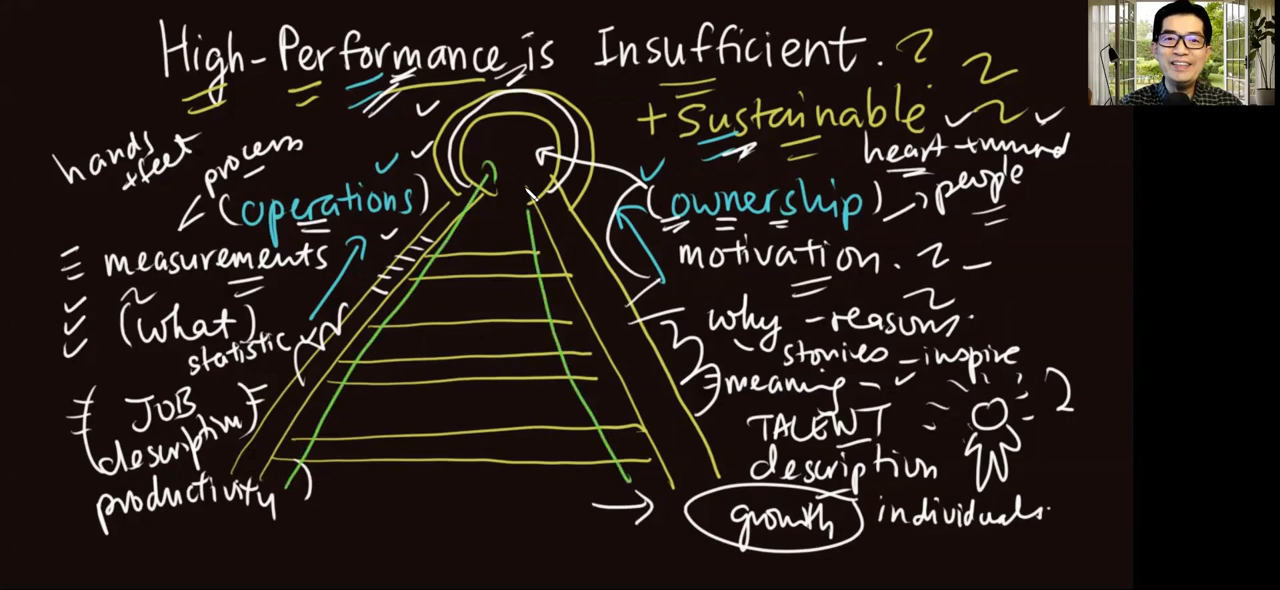 High-Performance is Insufficient.
+ Sustainable
hands
+ feet
process
(operations)
measurements
(what)
statistic
JOB
description
productivity
heart + mind
(ownership) → people
motivation.
why - reasons.
stories - inspire
meaning -
TALENT
description
growth individuals.